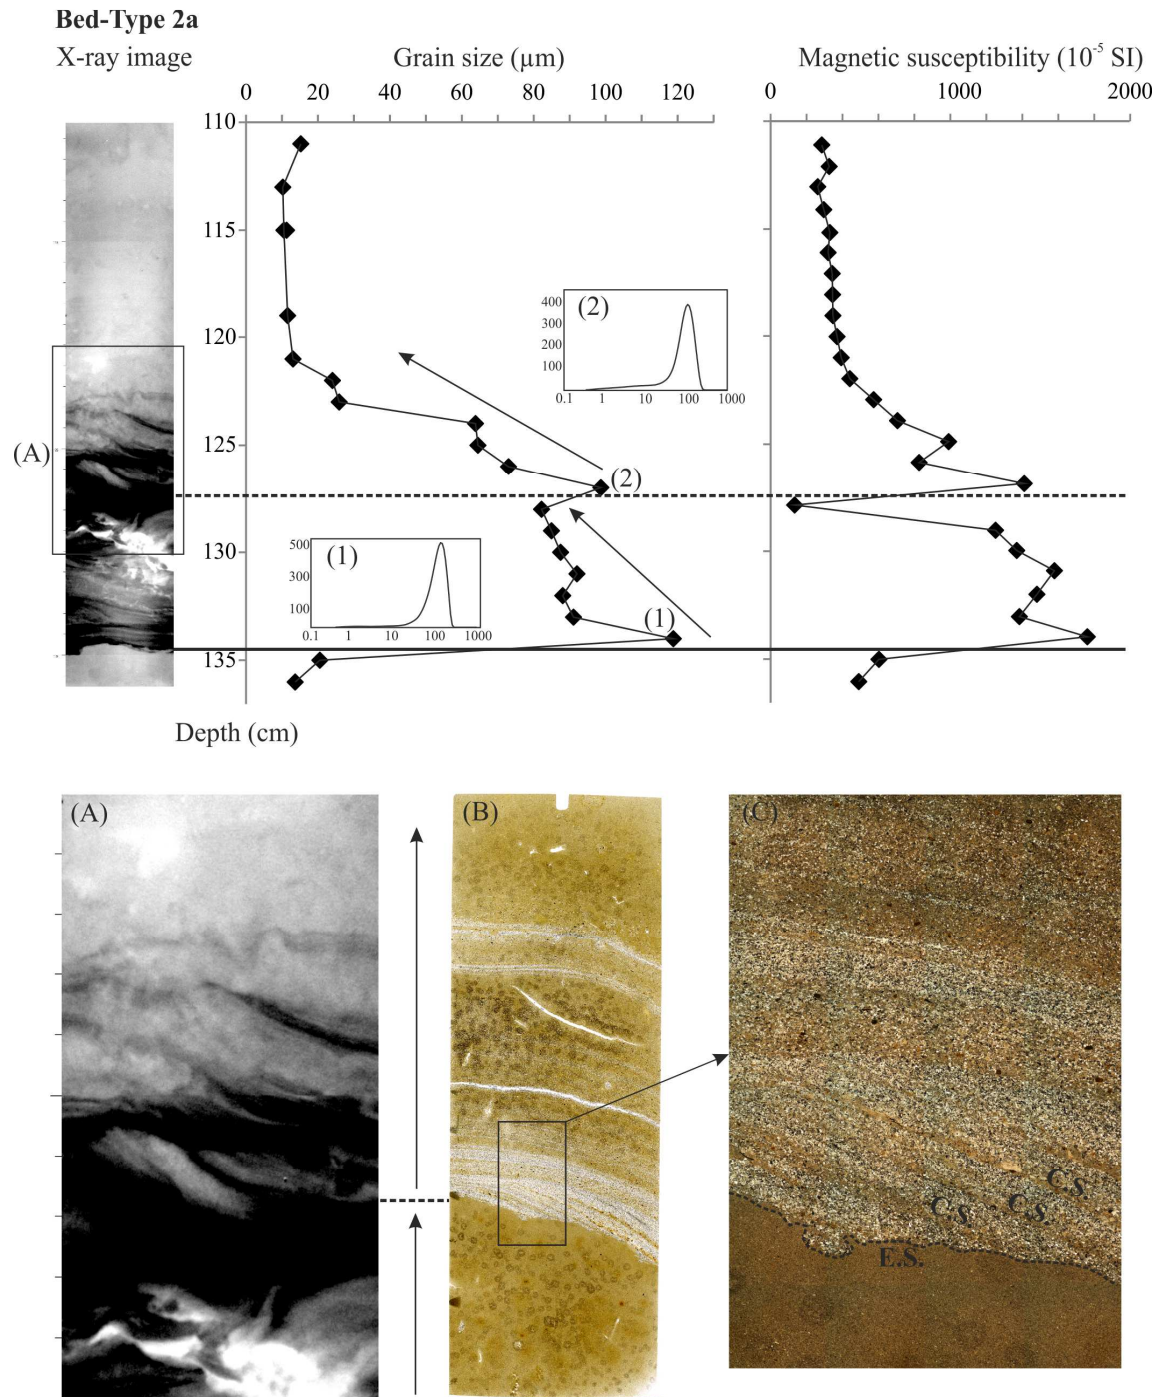 Bed-Type 2a
X-ray image
Grain size (µm)
Magnetic susceptibility (10⁻⁵ SI)
0 20 40 60 80 100 120
0 1000 2000
110
115
120
125
130
135
(A)
(2)
400
300
200
100
0.1 1 10 100 1000
(2)
(1)
500
300
100
0.1 1 10 100 1000
(1)
Depth (cm)
(A)
(B)
(C)
C.S.
C.S.
C.S.
E.S.